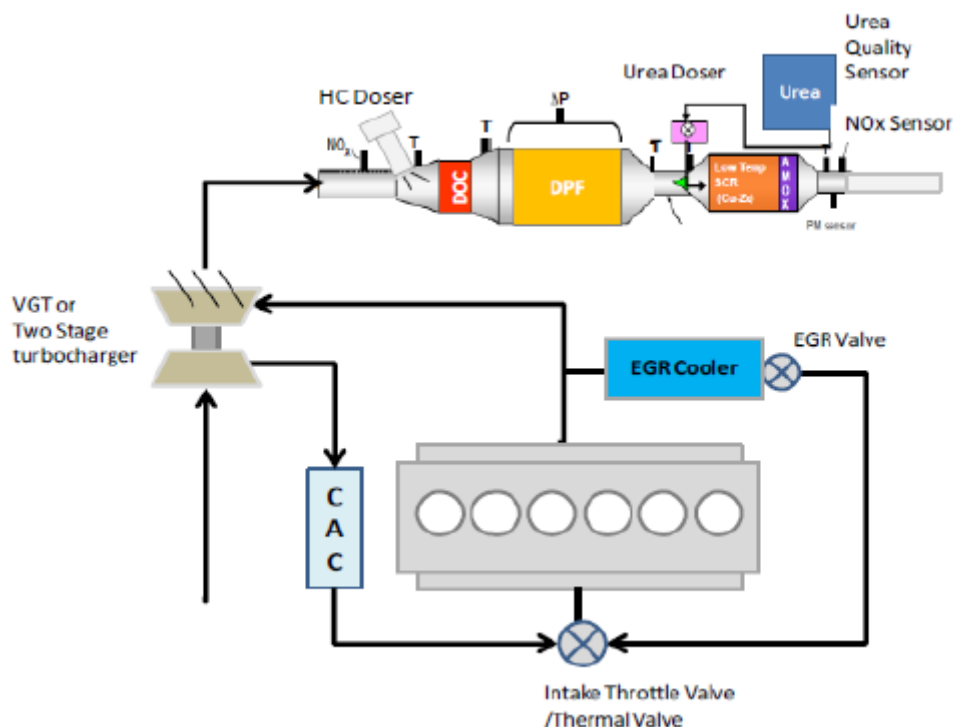 Urea
Quality
Sensor
Urea Doser
Urea
HC Doser
ΔP
NOx Sensor
NOx
T
T
T
T
DOC
DPF
Low Temp
SCR
(Cu-Ze)
AMOX
PM sensor
VGT or
Two Stage
turbocharger
EGR Valve
EGR Cooler
C
A
C
Intake Throttle Valve
/Thermal Valve